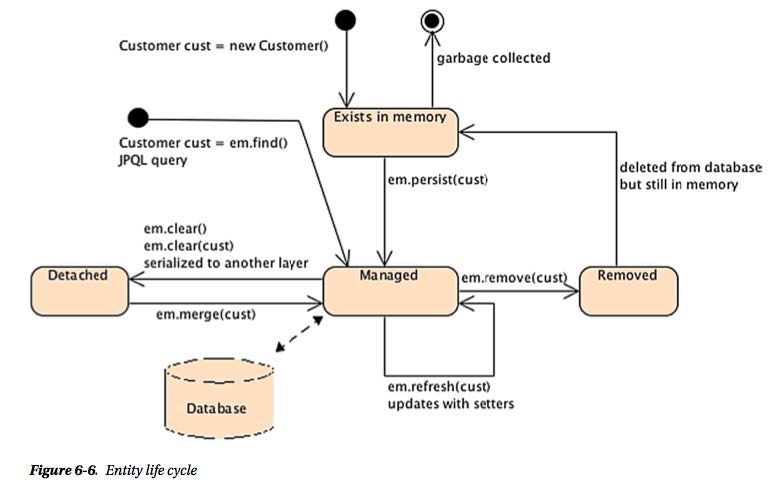 Customer cust = new Customer()
garbage collected
Exists in memory
Customer cust = em.find()
JPQL query
em.persist(cust)
deleted from database
but still in memory
em.clear()
em.clear(cust)
serialized to another layer
Detached
Managed
em.remove(cust)
Removed
em.merge(cust)
em.refresh(cust)
updates with setters
Database
Figure 6-6. Entity life cycle